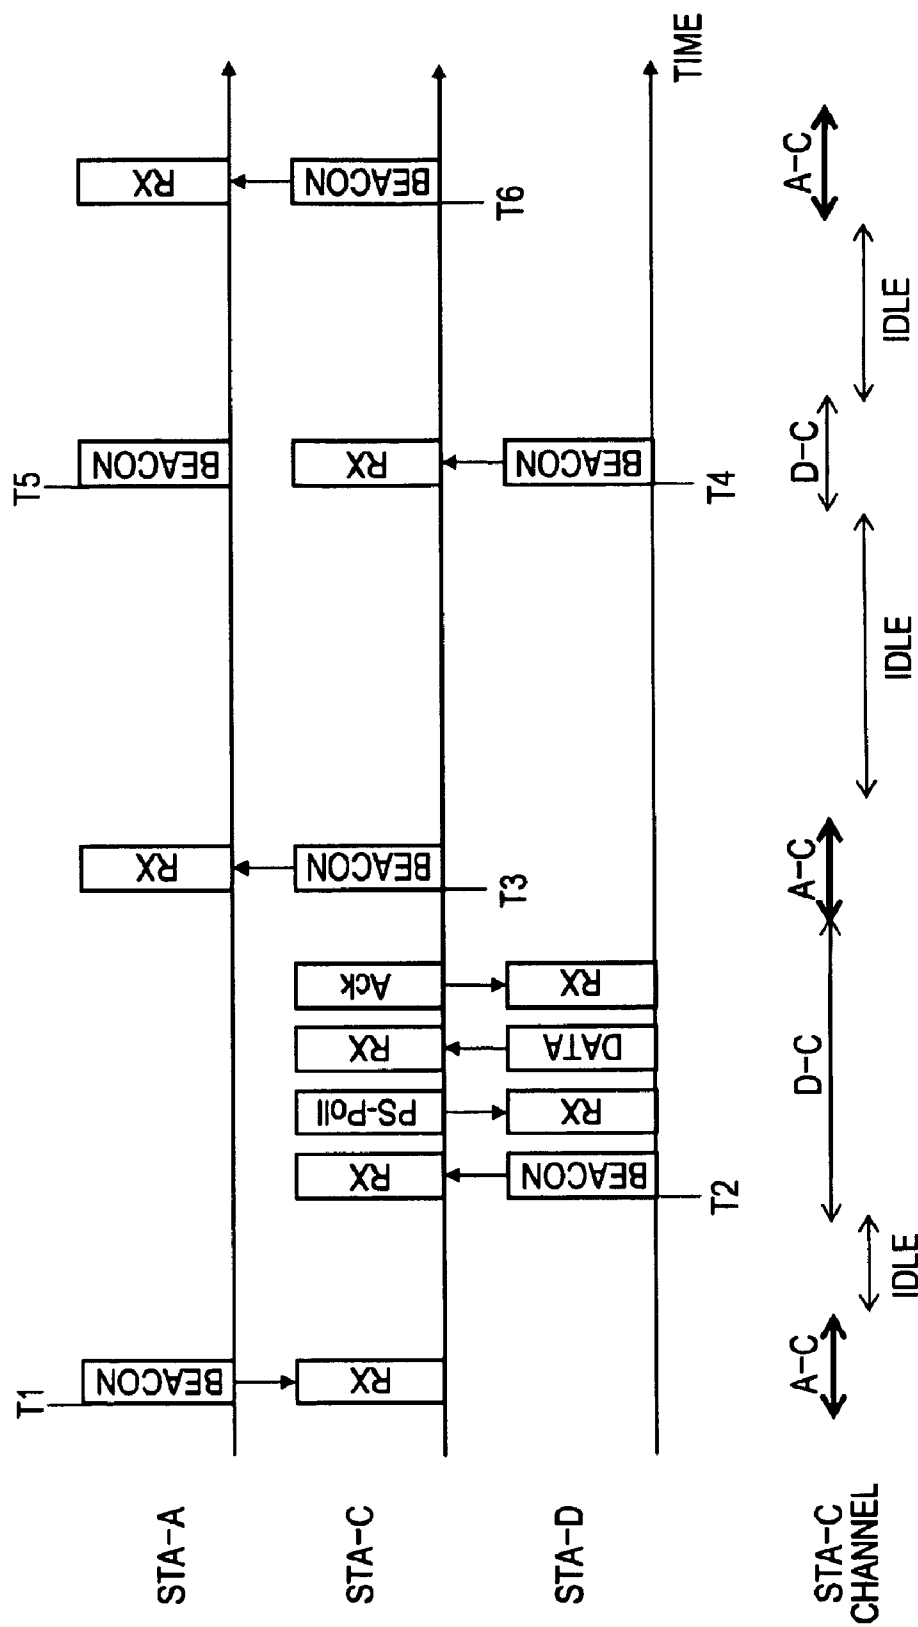 T1
T5
BEACON
RX
BEACON
RX
STA-A
RX
RX
PS-Poll
RX
Ack
BEACON
RX
BEACON
STA-C
T3
T6
BEACON
RX
DATA
RX
BEACON
STA-D
T2
T4
TIME
STA-C
CHANNEL
A-C
D-C
A-C
D-C
A-C
IDLE
IDLE
IDLE